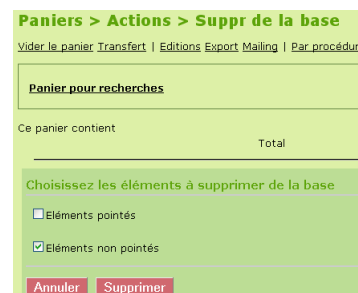 Paniers > Actions > Suppr de la base
Vider le panier Transfert | Editions Export Mailing | Par procédur
Panier pour recherches
Ce panier contient
Total
Choisissez les éléments à supprimer de la base
Eléments pointés
Eléments non pointés
Annuler Supprimer